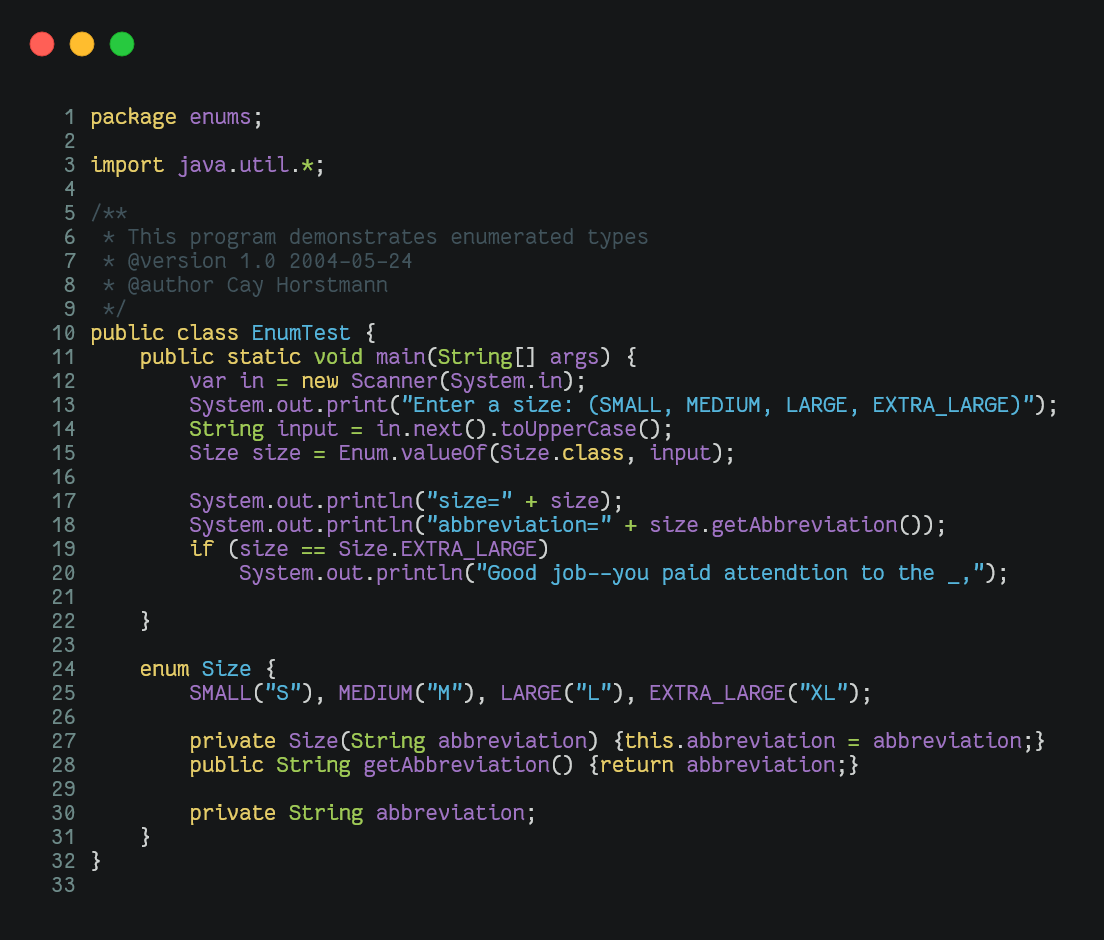 1 package enums;
2
3 import java.util.*;
4
5 /**
6  * This program demonstrates enumerated types
7  * @version 1.0 2004-05-24
8  * @author Cay Horstmann
9  */
10 public class EnumTest {
11     public static void main(String[] args) {
12         var in = new Scanner(System.in);
13         System.out.print("Enter a size: (SMALL, MEDIUM, LARGE, EXTRA_LARGE)");
14         String input = in.next().toUpperCase();
15         Size size = Enum.valueOf(Size.class, input);
16
17         System.out.println("size=" + size);
18         System.out.println("abbreviation=" + size.getAbbreviation());
19         if (size == Size.EXTRA_LARGE)
20             System.out.println("Good job--you paid attendtion to the _,");
21
22     }
23
24     enum Size {
25         SMALL("S"), MEDIUM("M"), LARGE("L"), EXTRA_LARGE("XL");
26
27         private Size(String abbreviation) {this.abbreviation = abbreviation;}
28         public String getAbbreviation() {return abbreviation;}
29
30         private String abbreviation;
31     }
32 }
33